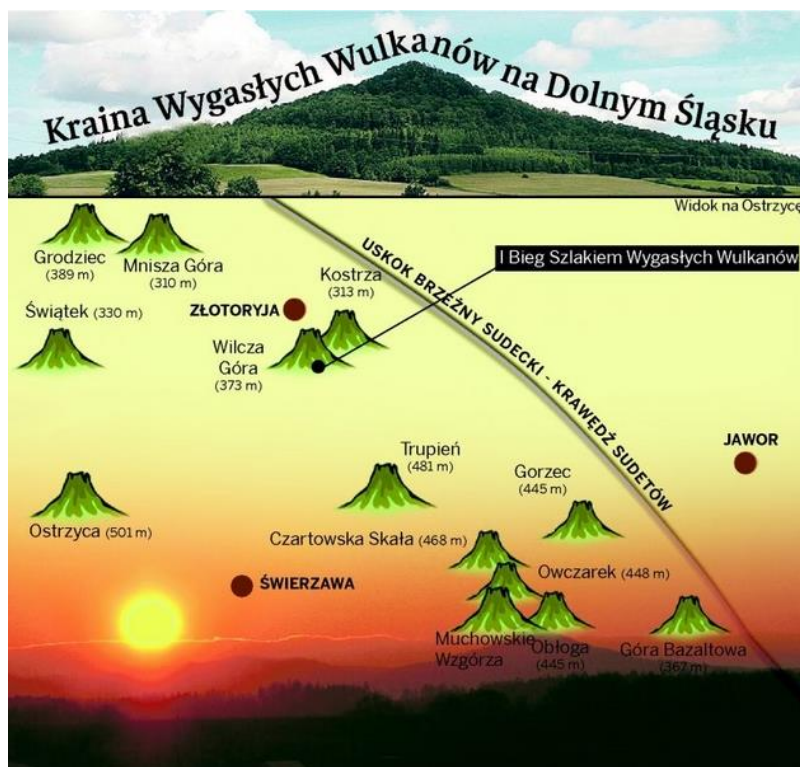 Kraina Wygasłych Wulkanów na Dolnym Śląsku
Widok na Ostrzycę
Grodziec
(389 m)
Mnisza Góra
(310 m)
USKOK BRZEŻNY SUDECKI - KRAWĘDŹ SUDETÓW
I Bieg Szlakiem Wygasłych Wulkanów
Kostrza
(313 m)
Świątek (330 m)
ZŁOTORYJA
Wilcza
Góra
(373 m)
JAWOR
Trupień
(481 m)
Gorzec
(445 m)
Ostrzyca (501 m)
Czartowska Skała (468 m)
Owczarek (448 m)
ŚWIERZAWA
Muchowskie
Wzgórza
Obłoga
(445 m)
Góra Bazaltowa
(367 m)